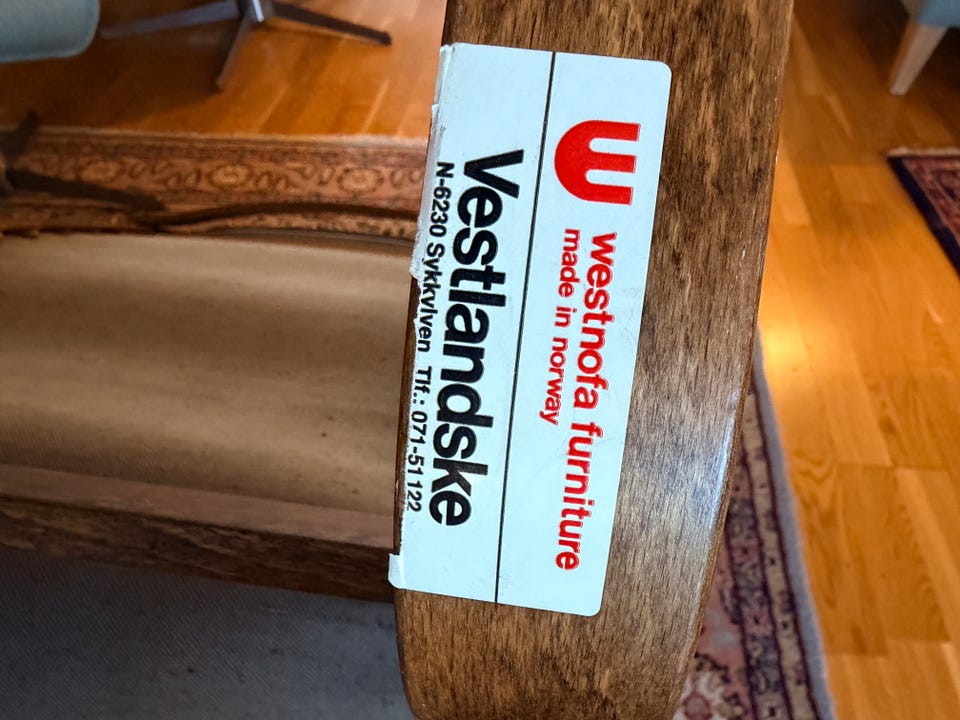 westnofa furniture
made in norway
Vestlandske
N-6230 Sykkylven Tlf.: 071-51 122